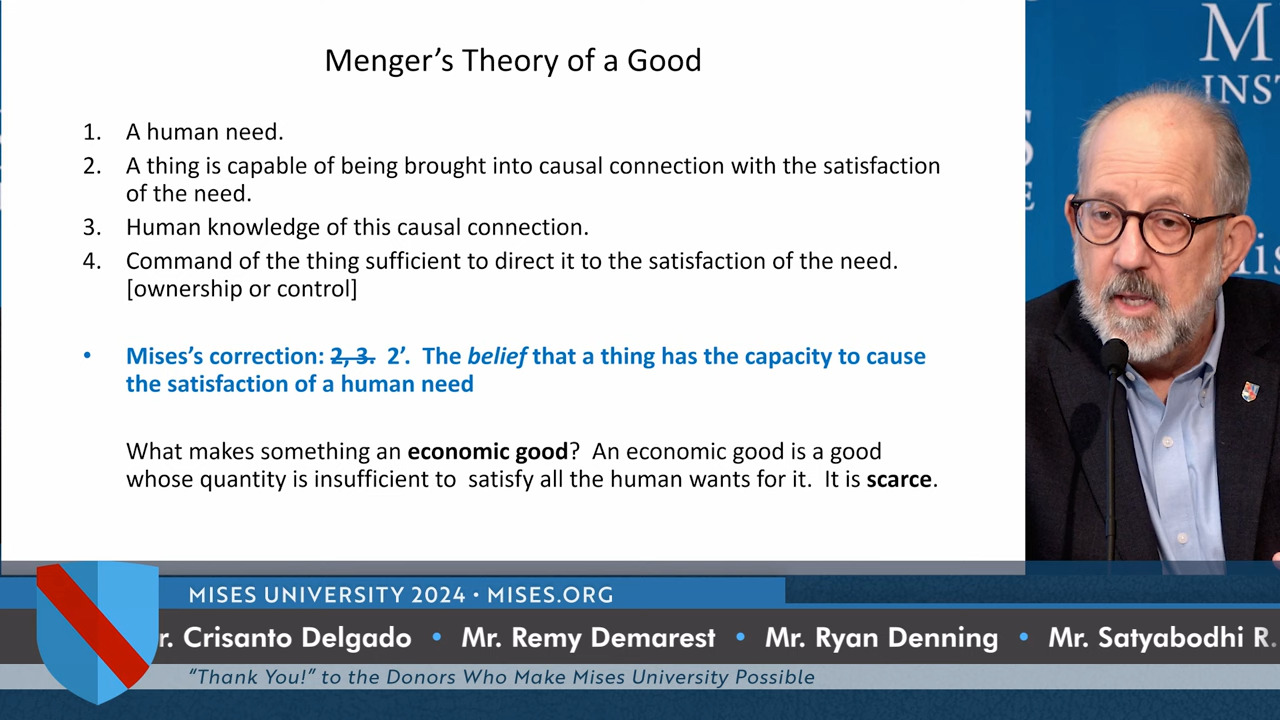 Menger’s Theory of a Good
1. A human need.
2. A thing is capable of being brought into causal connection with the satisfaction
of the need.
3. Human knowledge of this causal connection.
4. Command of the thing sufficient to direct it to the satisfaction of the need.
[ownership or control]
• Mises’s correction: 2, 3. 2’. The belief that a thing has the capacity to cause
the satisfaction of a human need
What makes something an economic good? An economic good is a good
whose quantity is insufficient to satisfy all the human wants for it. It is scarce.
M
INST
MISES UNIVERSITY 2024 • MISES.ORG
r. Crisanto Delgado • Mr. Remy Demarest • Mr. Ryan Denning • Mr. Satyabodhi R.
“Thank You!” to the Donors Who Make Mises University Possible